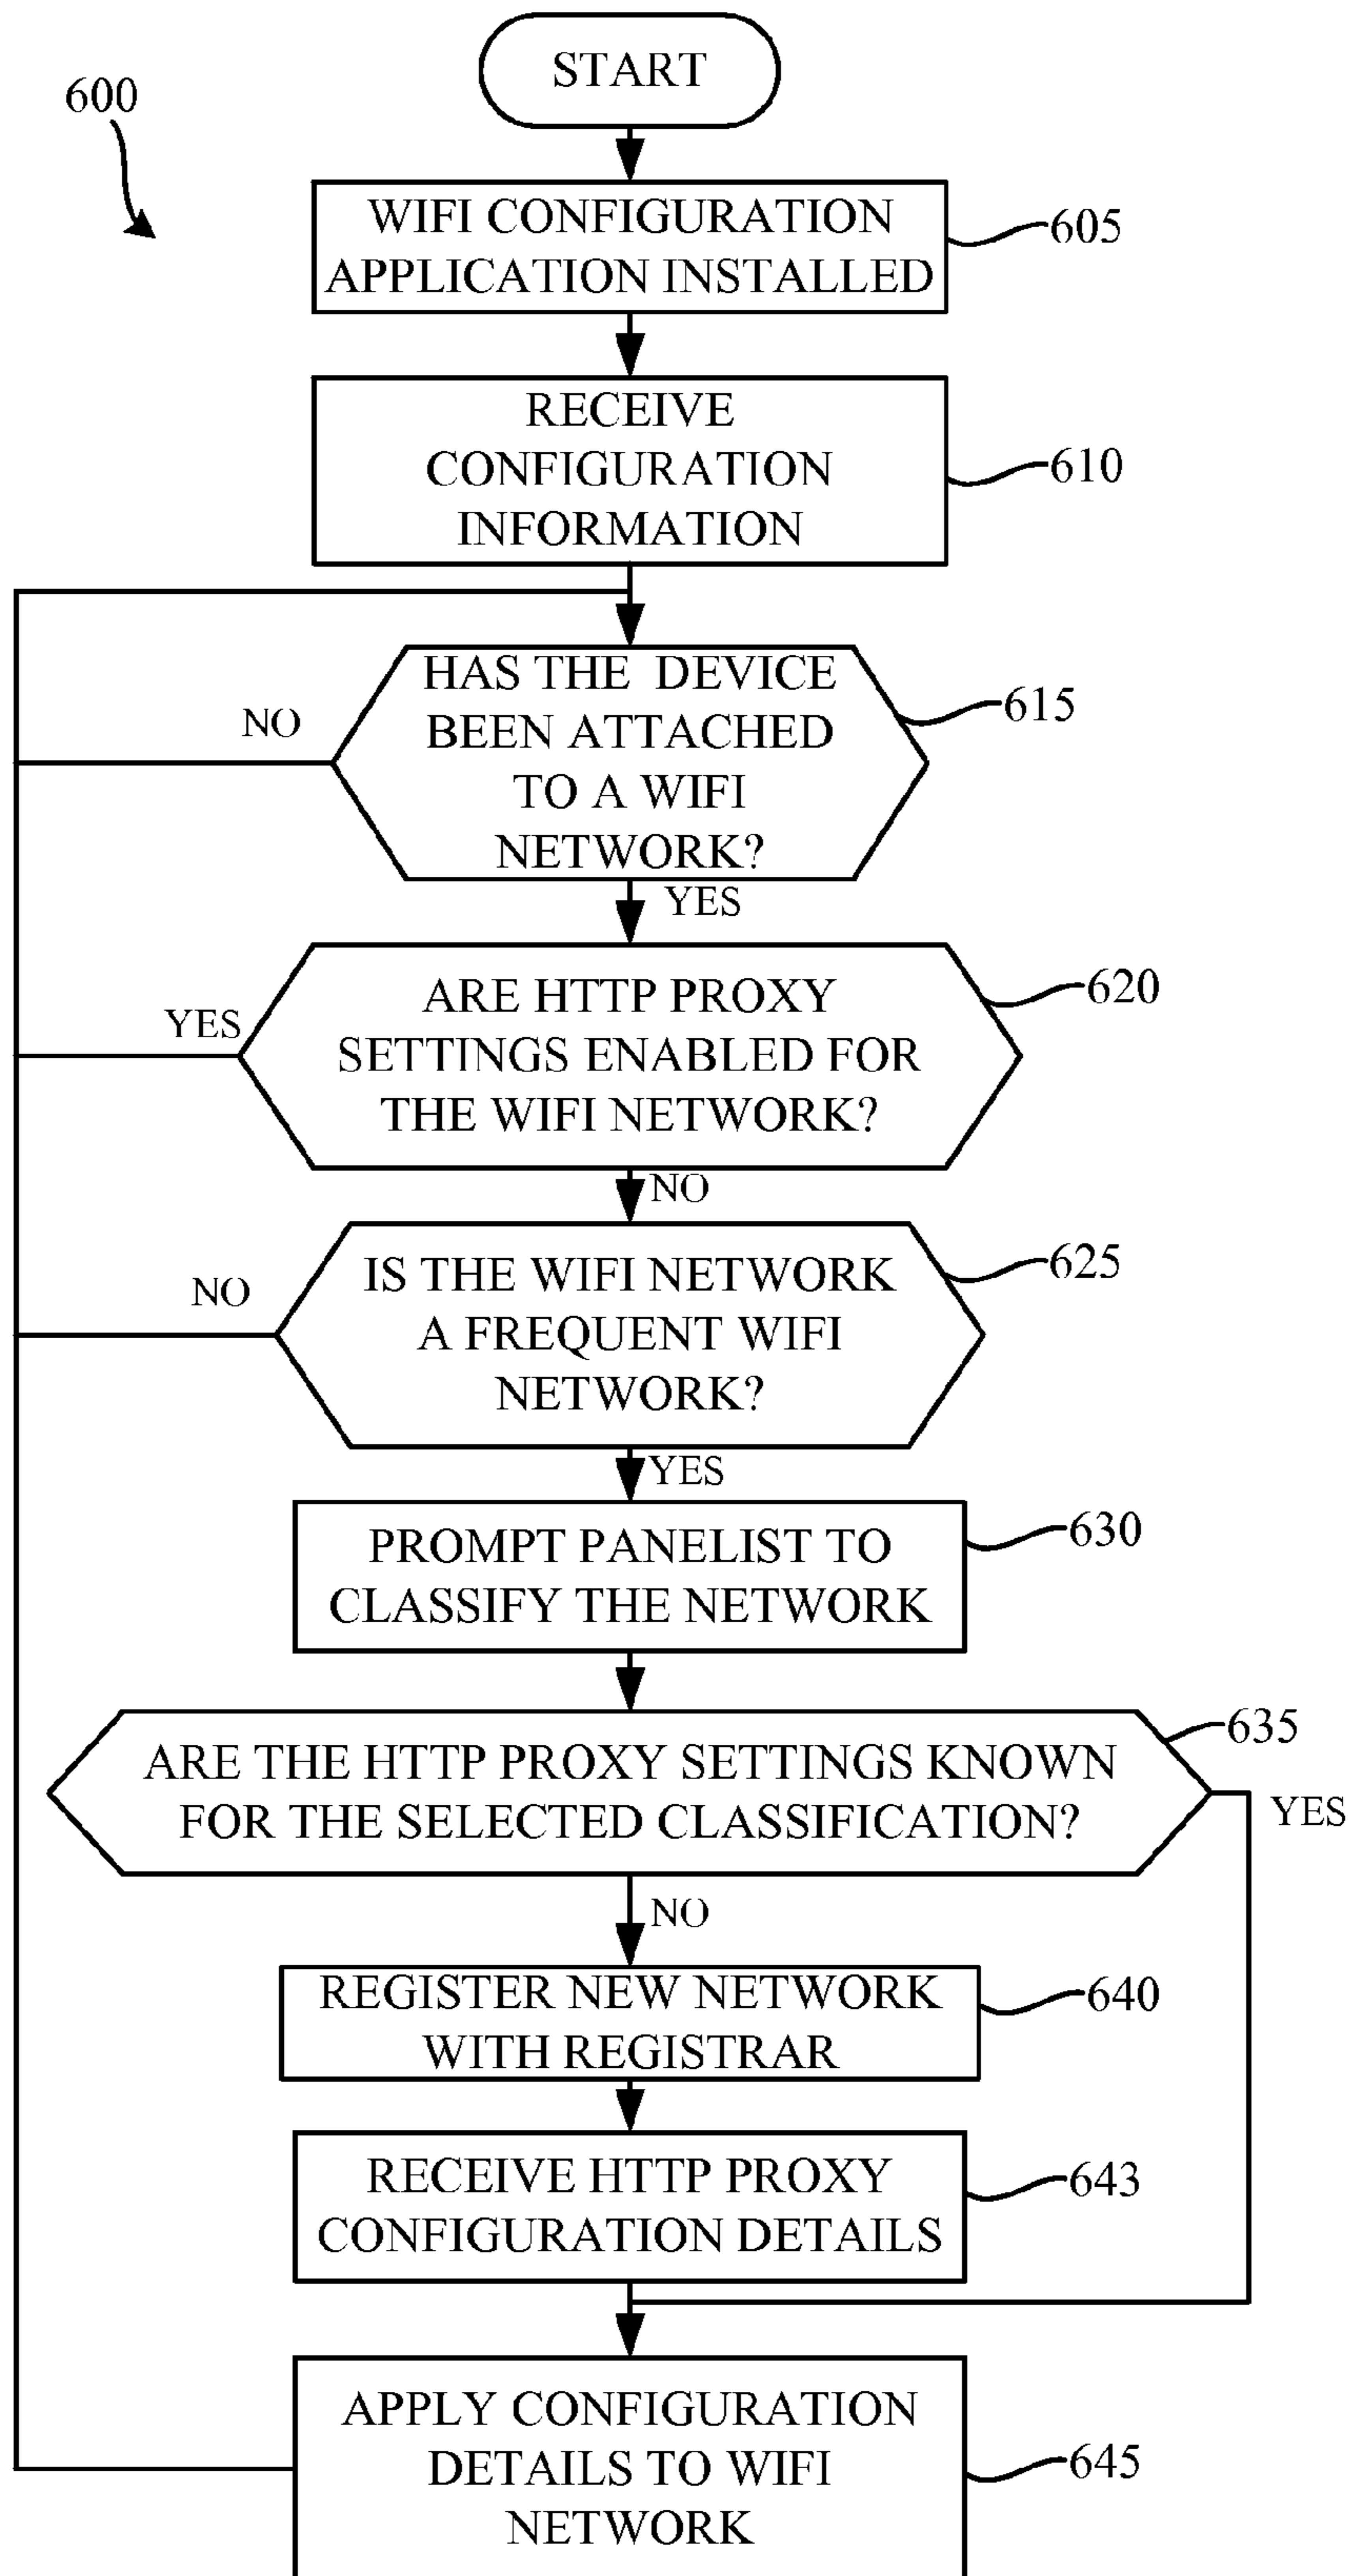 START
600
WIFI CONFIGURATION
APPLICATION INSTALLED
605
RECEIVE
CONFIGURATION
INFORMATION
610
HAS THE DEVICE
BEEN ATTACHED
TO A WIFI
NETWORK?
615
NO
YES
ARE HTTP PROXY
SETTINGS ENABLED FOR
THE WIFI NETWORK?
620
YES
NO
IS THE WIFI NETWORK
A FREQUENT WIFI
NETWORK?
625
NO
YES
PROMPT PANELIST TO
CLASSIFY THE NETWORK
630
ARE THE HTTP PROXY SETTINGS KNOWN
FOR THE SELECTED CLASSIFICATION?
635
YES
NO
REGISTER NEW NETWORK
WITH REGISTRAR
640
RECEIVE HTTP PROXY
CONFIGURATION DETAILS
643
APPLY CONFIGURATION
DETAILS TO WIFI
NETWORK
645